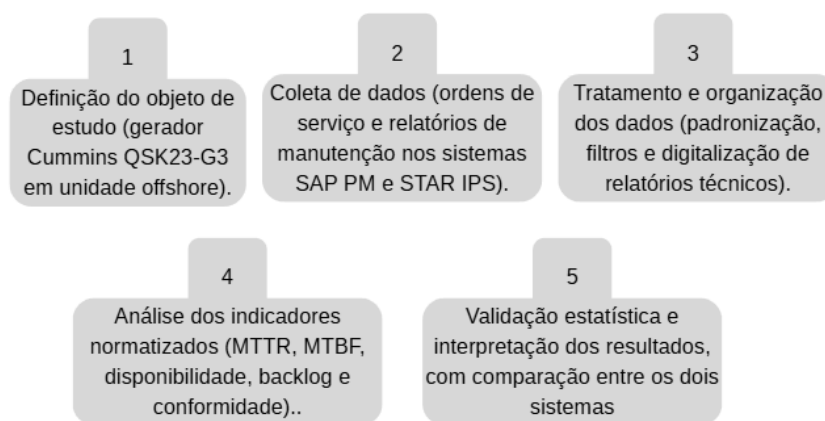 1
Definição do objeto de
estudo (gerador
Cummins QSK23-G3
em unidade offshore).
2
Coleta de dados (ordens de
serviço e relatórios de
manutenção nos sistemas
SAP PM e STAR IPS).
3
Tratamento e organização
dos dados (padronização,
filtros e digitalização de
relatórios técnicos).
4
Análise dos indicadores
normatizados (MTTR, MTBF,
disponibilidade, backlog e
conformidade)..
5
Validação estatística e
interpretação dos resultados,
com comparação entre os dois
sistemas